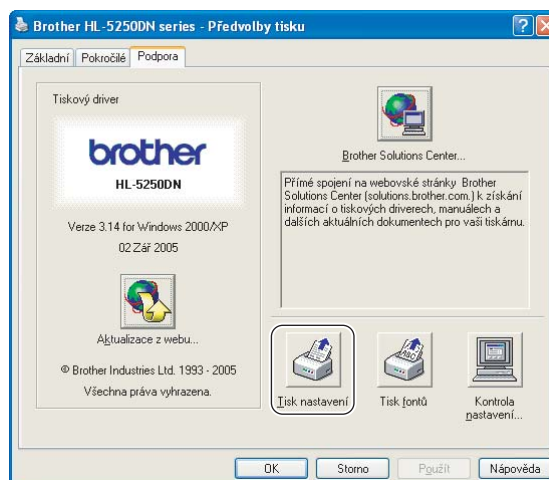 Brother HL-5250DN series - Předvolby tisku
Základní Pokročilé Podpora
Tiskový driver
brother
HL-5250DN
Verze 3.14 for Windows 2000/XP
02 Zář 2005
Aktualizace z webu...
© Brother Industries Ltd. 1993 - 2005
Všechna práva vyhrazena.
Brother Solutions Center...
Přímé spojení na webovské stránky Brother
Solutions Center (solutions.brother.com.) k získání
informací o tiskových driverech, manuálech a
dalších aktuálních dokumentech pro vaši tiskárnu.
Tisk nastavení
ABC
Tisk fontů
Kontrola
nastavení...
OK Storno Použít Nápověda